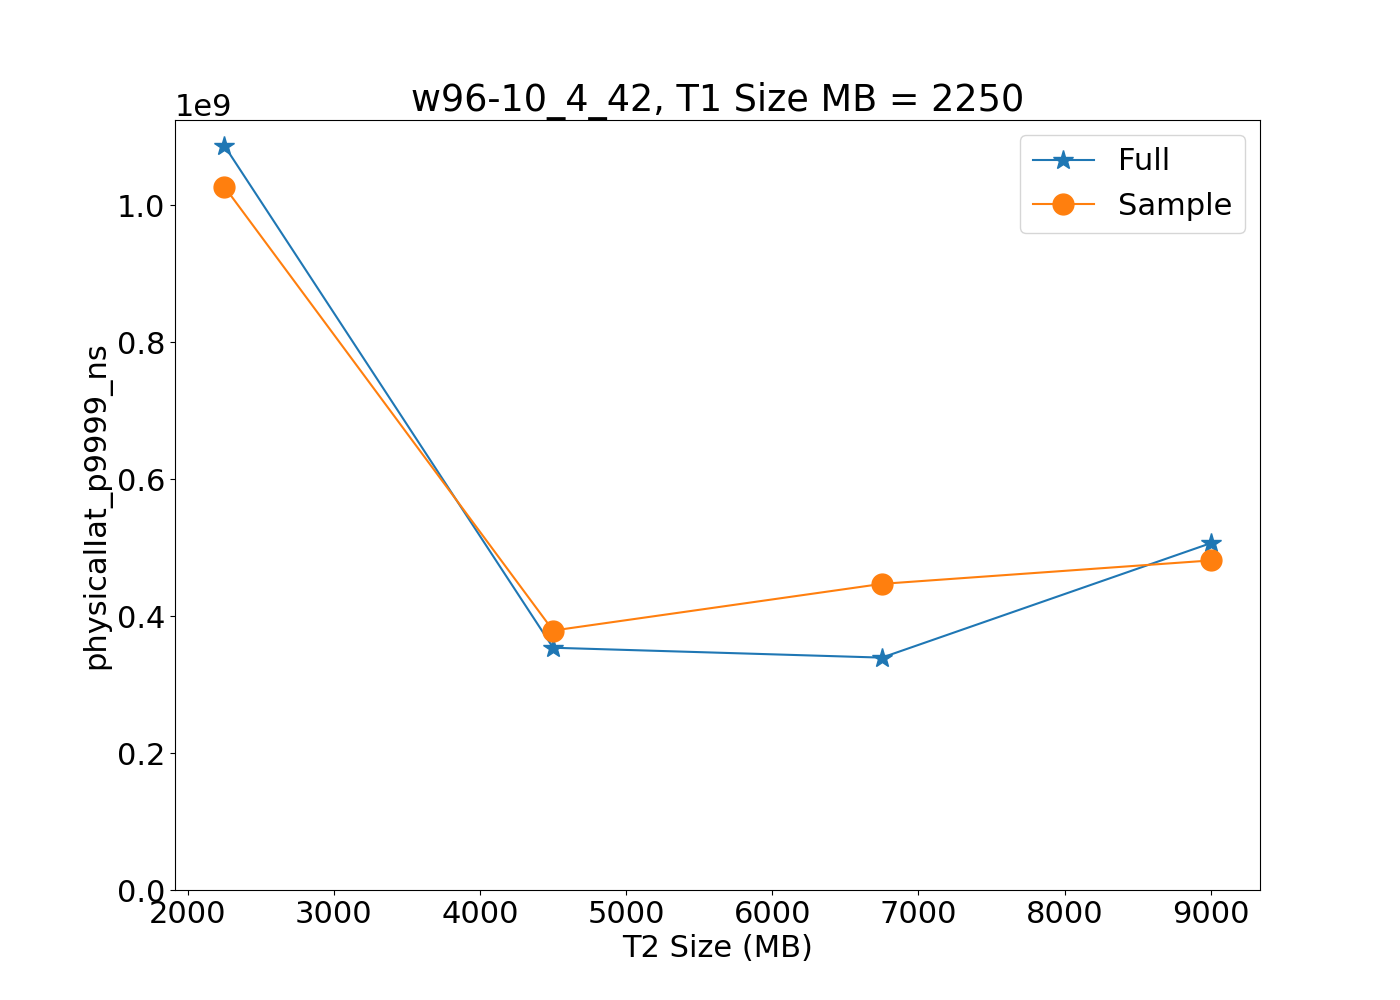 w96-10_4_42, T1 Size MB = 2250
1e9
Full
Sample
1.0
0.8
0.6
0.4
0.2
0.0
physicallat_p9999_ns
2000 3000 4000 5000 6000 7000 8000 9000
T2 Size (MB)